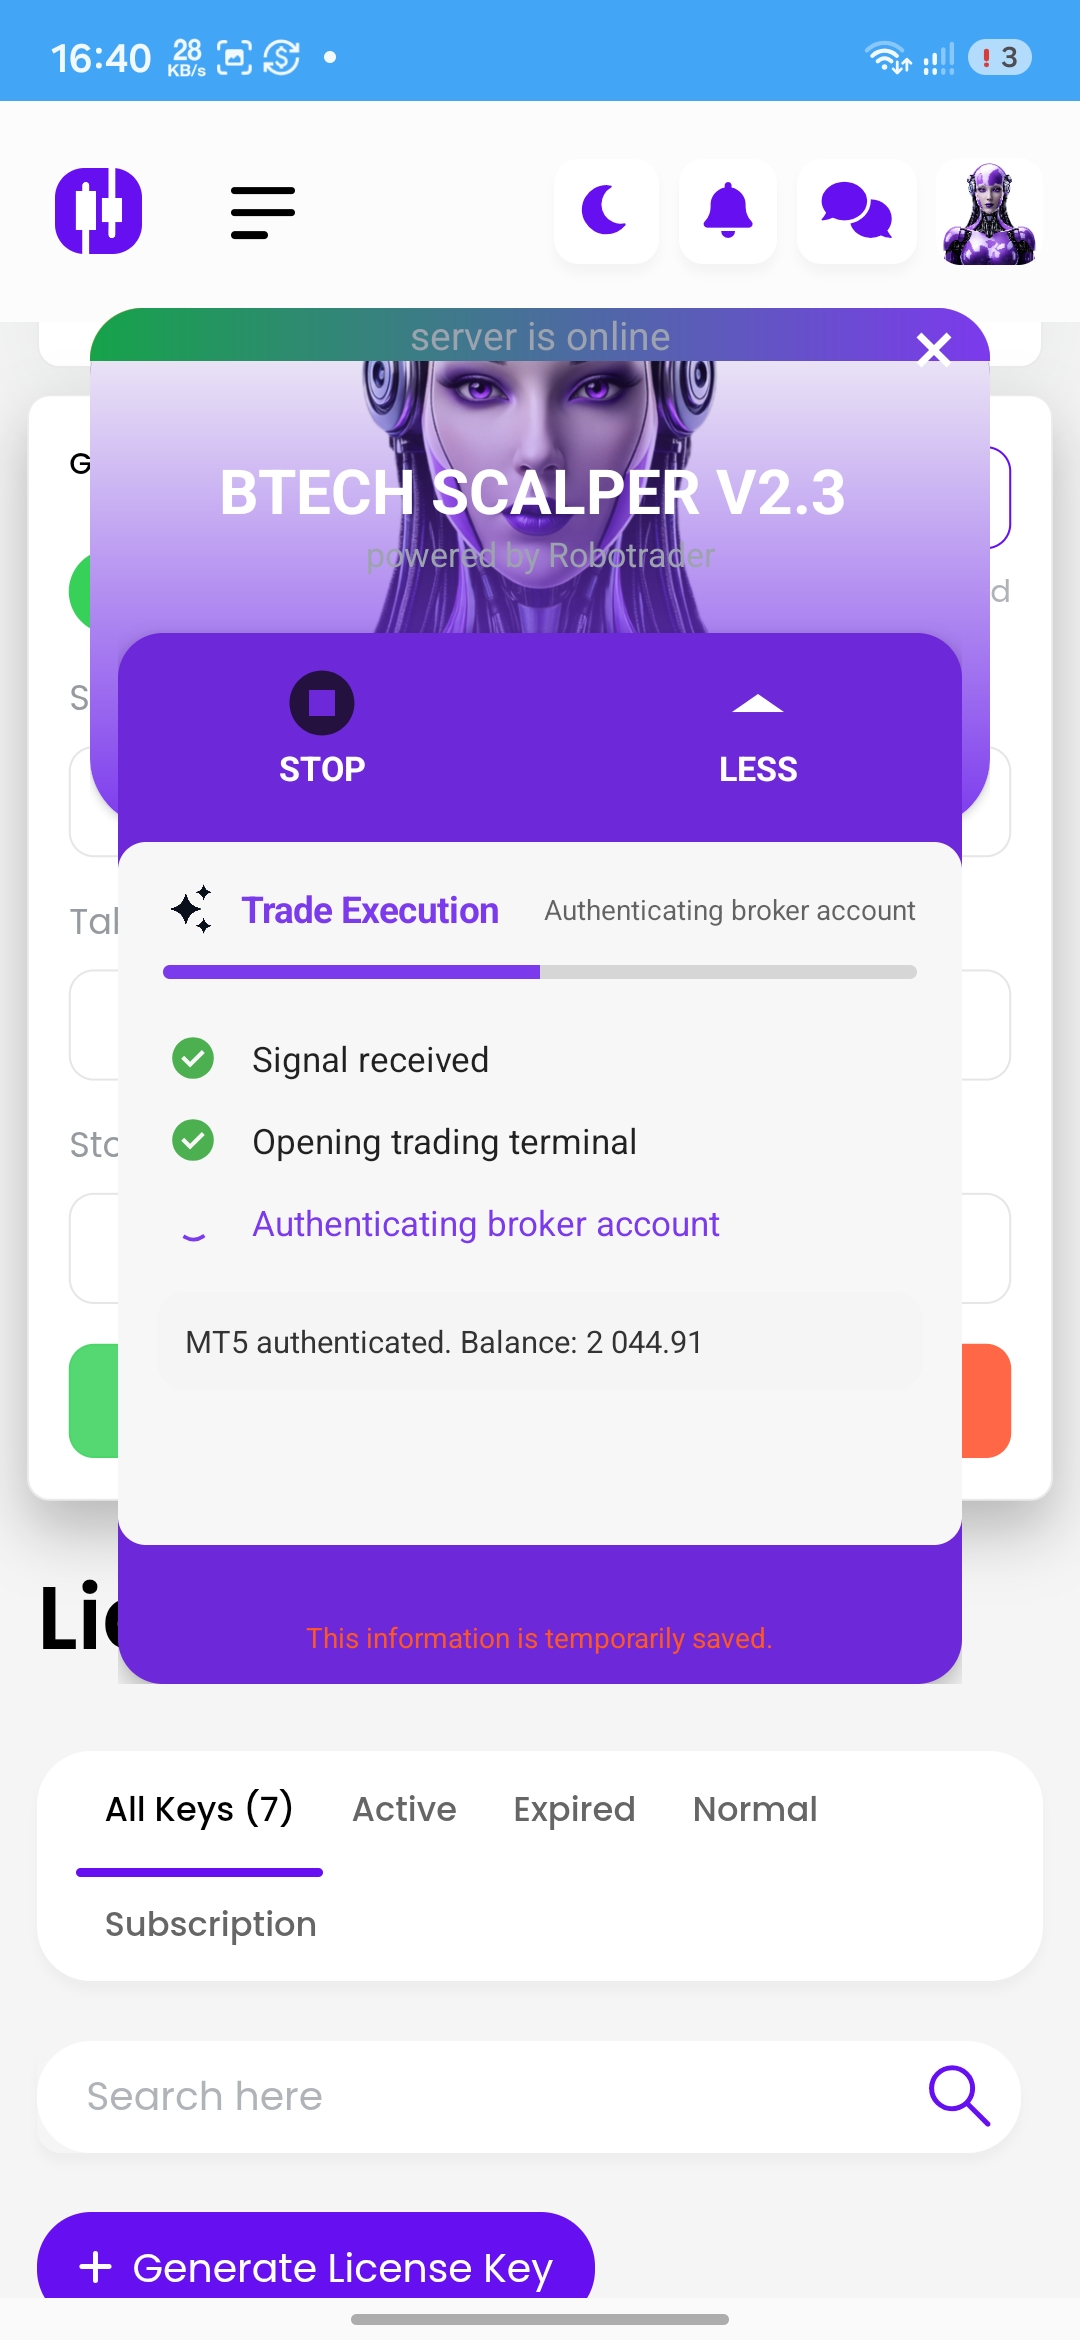 16:40 28 KB/s 3
server is online
BTECH SCALPER V2.3
powered by Robotrader
STOP LESS
Trade Execution Authenticating broker account
Signal received
Opening trading terminal
Authenticating broker account
MT5 authenticated. Balance: 2 044.91
This information is temporarily saved.
All Keys (7) Active Expired Normal
Subscription
Search here
+ Generate License Key